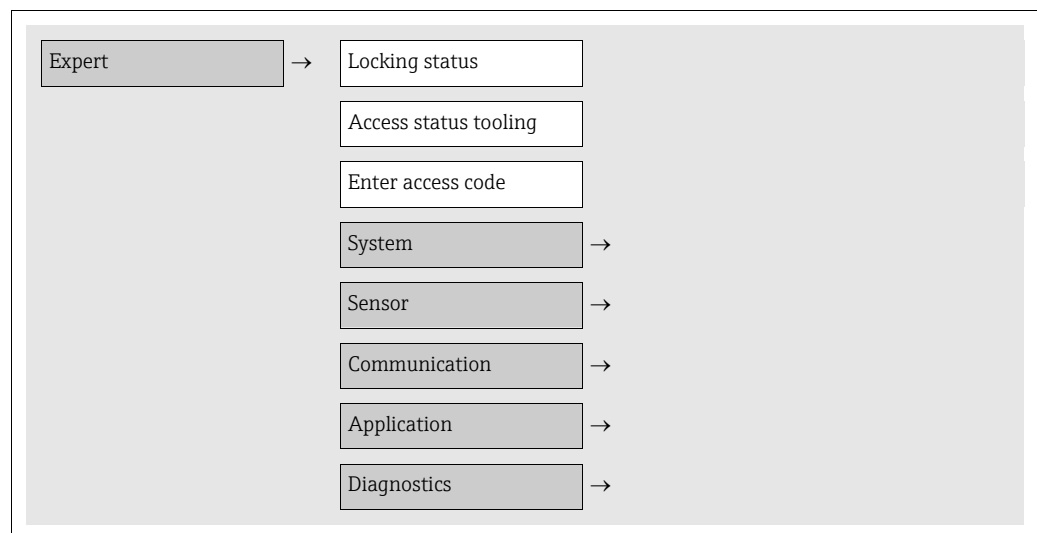 Expert → Locking status
Access status tooling
Enter access code
System →
Sensor →
Communication →
Application →
Diagnostics →